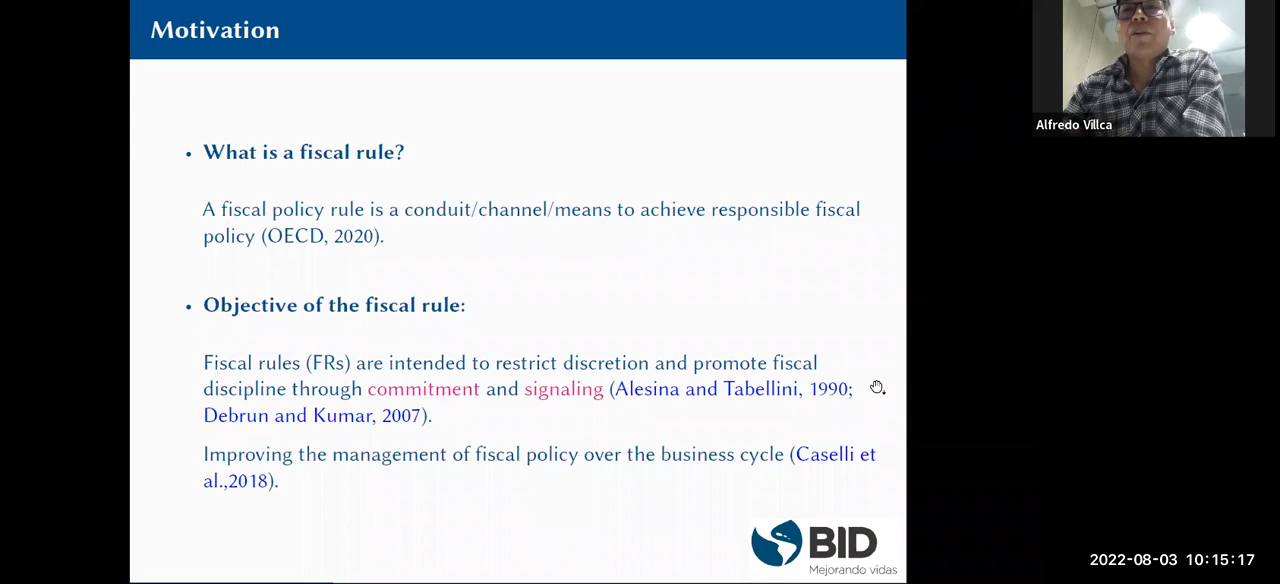 Motivation
Alfredo Villca
• What is a fiscal rule?
A fiscal policy rule is a conduit/channel/means to achieve responsible fiscal
policy (OECD, 2020).
• Objective of the fiscal rule:
Fiscal rules (FRs) are intended to restrict discretion and promote fiscal
discipline through commitment and signaling (Alesina and Tabellini, 1990;
Debrun and Kumar, 2007).
Improving the management of fiscal policy over the business cycle (Caselli et
al.,2018).
BID
Mejorando vidas
2022-08-03 10:15:17